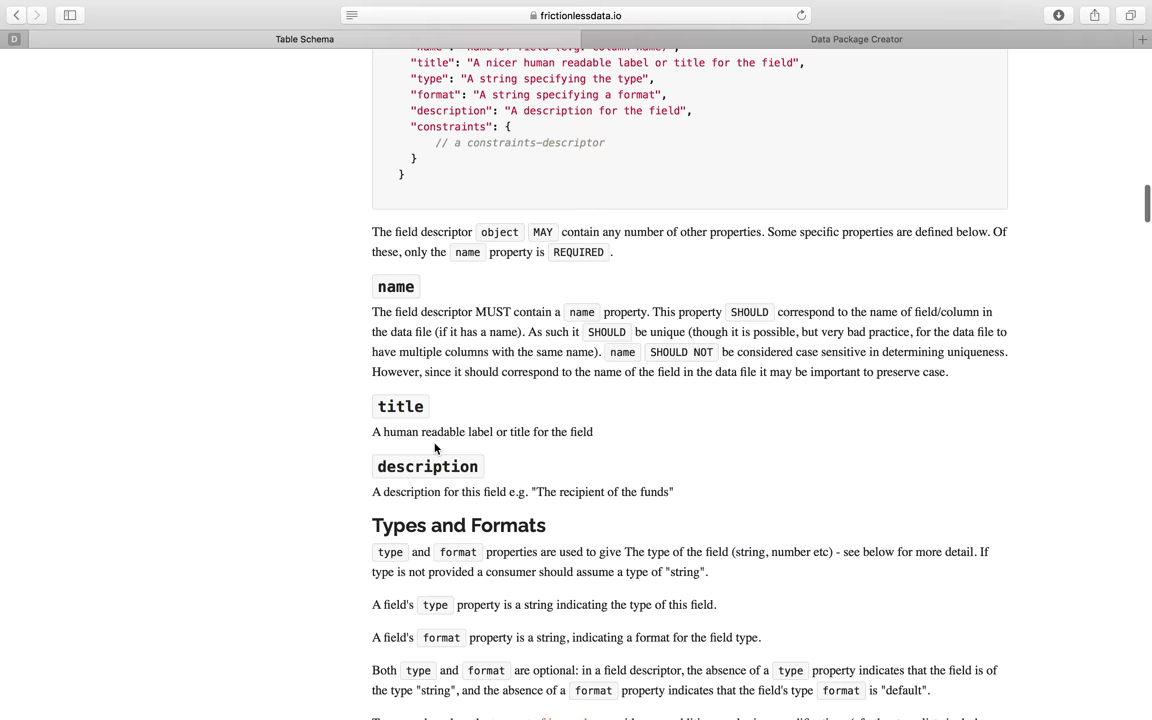 frictionlessdata.io
D
Table Schema
Data Package Creator
"name": "name of field (e.g. column name)",
"title": "A nicer human readable label or title for the field",
"type": "A string specifying the type",
"format": "A string specifying a format",
"description": "A description for the field",
"constraints": {
// a constraints-descriptor
}
}
The field descriptor object MAY contain any number of other properties. Some specific properties are defined below. Of
these, only the name property is REQUIRED.
name
The field descriptor MUST contain a name property. This property SHOULD correspond to the name of field/column in
the data file (if it has a name). As such it SHOULD be unique (though it is possible, but very bad practice, for the data file to
have multiple columns with the same name). name SHOULD NOT be considered case sensitive in determining uniqueness.
However, since it should correspond to the name of the field in the data file it may be important to preserve case.
title
A human readable label or title for the field
description
A description for this field e.g. "The recipient of the funds"
Types and Formats
type and format properties are used to give The type of the field (string, number etc) - see below for more detail. If
type is not provided a consumer should assume a type of "string".
A field's type property is a string indicating the type of this field.
A field's format property is a string, indicating a format for the field type.
Both type and format are optional: in a field descriptor, the absence of a type property indicates that the field is of
the type "string", and the absence of a format property indicates that the field's type format is "default".